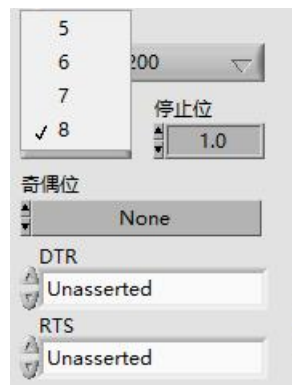 5
6
7
✓ 8
200
停止位
1.0
奇偶位
None
DTR
Unasserted
RTS
Unasserted